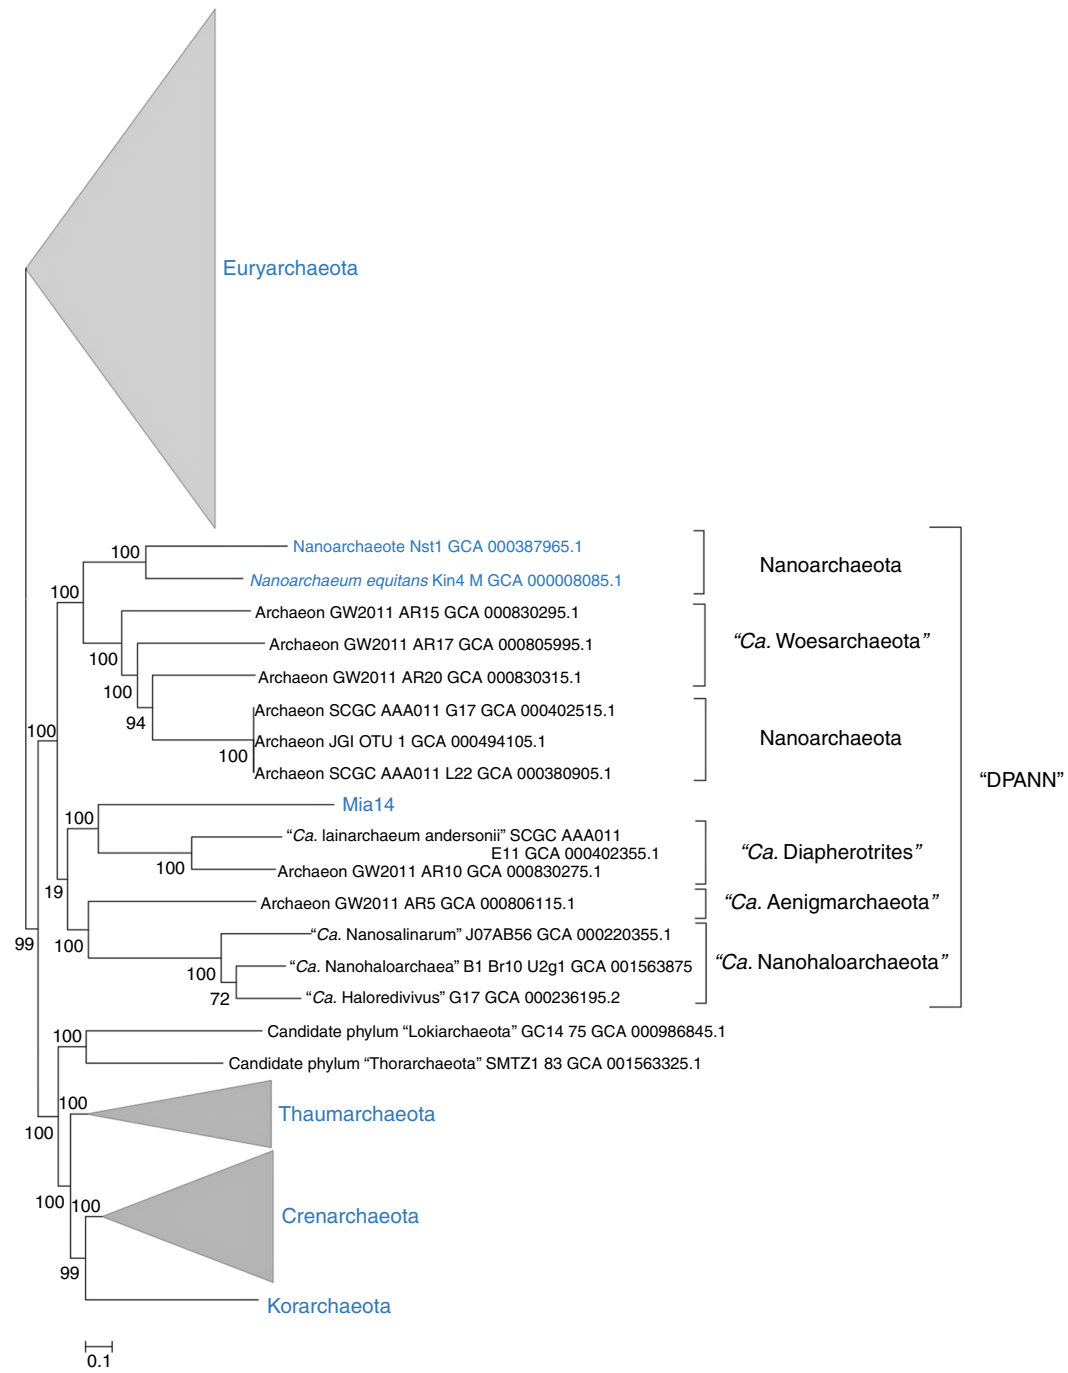 Euryarchaeota
100
Nanoarchaeote Nst1 GCA 000387965.1
Nanoarchaeum equitans Kin4 M GCA 000008085.1
Nanoarchaeota
100
Archaeon GW2011 AR15 GCA 000830295.1
Archaeon GW2011 AR17 GCA 000805995.1
“Ca. Woesarchaeota”
100
Archaeon GW2011 AR20 GCA 000830315.1
100
Archaeon SCGC AAA011 G17 GCA 000402515.1
94
100
Archaeon JGI OTU 1 GCA 000494105.1
Nanoarchaeota
100
Archaeon SCGC AAA011 L22 GCA 000380905.1
“DPANN”
Mia14
100
“Ca. Iainarchaeum andersonii” SCGC AAA011
E11 GCA 000402355.1
“Ca. Diapherotrites”
100
Archaeon GW2011 AR10 GCA 000830275.1
19
Archaeon GW2011 AR5 GCA 000806115.1
“Ca. Aenigmarchaeota”
99
100
“Ca. Nanosalinarum” J07AB56 GCA 000220355.1
100
“Ca. Nanohaloarchaea” B1 Br10 U2g1 GCA 001563875
“Ca. Nanohaloarchaeota”
72
“Ca. Haloredivivus” G17 GCA 000236195.2
100
Candidate phylum “Lokiarchaeota” GC14 75 GCA 000986845.1
Candidate phylum “Thorarchaeota” SMTZ1 83 GCA 001563325.1
100
Thaumarchaeota
100
100
100
Crenarchaeota
99
Korarchaeota
0.1